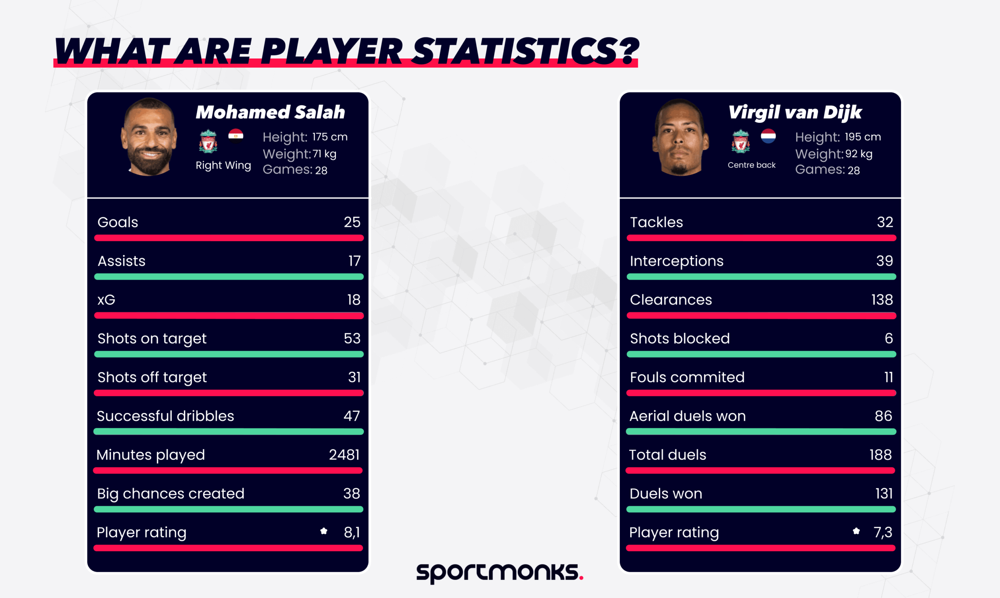 WHAT ARE PLAYER STATISTICS?
Mohamed Salah
Height: 175 cm
Weight: 71 kg
Right Wing
Games: 28
Goals 25
Assists 17
xG 18
Shots on target 53
Shots off target 31
Successful dribbles 47
Minutes played 2481
Big chances created 38
Player rating 8,1
Virgil van Dijk
Height: 195 cm
Weight: 92 kg
Centre back
Games: 28
Tackles 32
Interceptions 39
Clearances 138
Shots blocked 6
Fouls commited 11
Aerial duels won 86
Total duels 188
Duels won 131
Player rating 7,3
sportmonks.